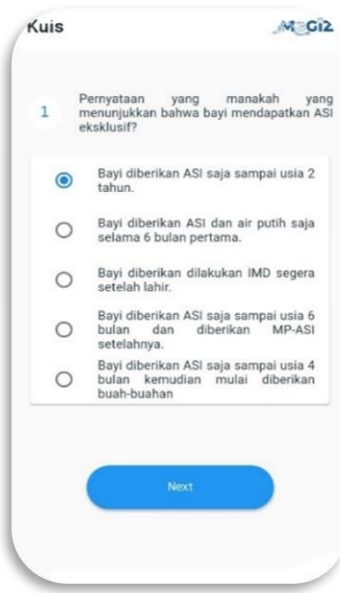 Kuis
MOGiZ
1
Pernyataan yang manakah yang
menunjukkan bahwa bayi mendapatkan ASI
eksklusif?
Bayi diberikan ASI saja sampai usia 2
tahun.
Bayi diberikan ASI dan air putih saja
selama 6 bulan pertama.
Bayi diberikan dilakukan IMD segera
setelah lahir.
Bayi diberikan ASI saja sampai usia 6
bulan dan diberikan MP-ASI
setelahnya.
Bayi diberikan ASI saja sampai usia 4
bulan kemudian mulai diberikan
buah-buahan
Next